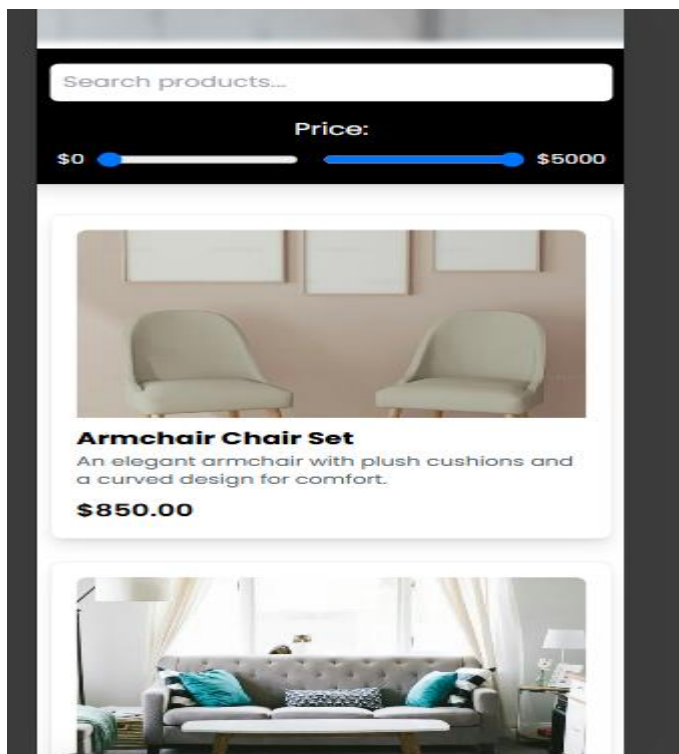 Search products...
Price:
$0 $5000
Armchair Chair Set
An elegant armchair with plush cushions and
a curved design for comfort.
$850.00